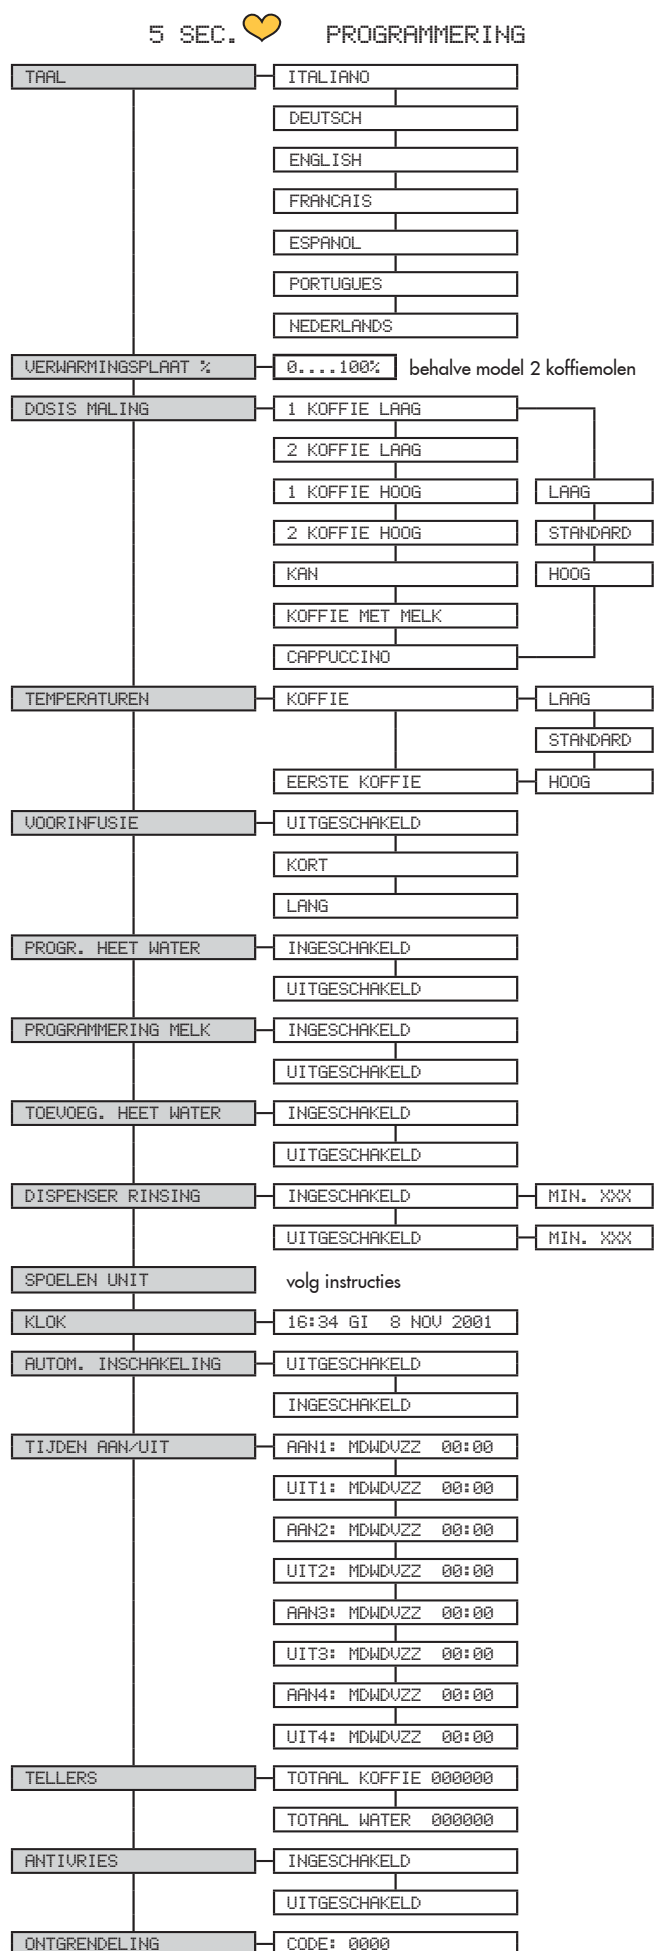 5 SEC. PROGRAMMERING
TAAL ITALIANO
DEUTSCH
ENGLISH
FRANCAIS
ESPANOL
PORTUGUES
NEDERLANDS
VERWARMINGSPLAAT % 0....100% behalve model 2 koffiemolen
DOSIS MALING 1 KOFFIE LAAG
2 KOFFIE LAAG
1 KOFFIE HOOG LAAG
2 KOFFIE HOOG STANDARD
KAN HOOG
KOFFIE MET MELK
CAPPUCCINO
TEMPERATUREN KOFFIE LAAG
STANDARD
EERSTE KOFFIE HOOG
VOORINFUSIE UITGESCHAKELD
KORT
LANG
PROGR. HEET WATER INGESCHAKELD
UITGESCHAKELD
PROGRAMMERING MELK INGESCHAKELD
UITGESCHAKELD
TOEVOEG. HEET WATER INGESCHAKELD
UITGESCHAKELD
DISPENSER RINSING INGESCHAKELD MIN. XXX
UITGESCHAKELD MIN. XXX
SPOELEN UNIT volg instructies
KLOK 16:34 GI 8 NOV 2001
AUTOM. INSCHAKELING UITGESCHAKELD
INGESCHAKELD
TIJDEN AAN/UIT AAN1: MDWDVZZ 00:00
UIT1: MDWDVZZ 00:00
AAN2: MDWDVZZ 00:00
UIT2: MDWDVZZ 00:00
AAN3: MDWDVZZ 00:00
UIT3: MDWDVZZ 00:00
AAN4: MDWDVZZ 00:00
UIT4: MDWDVZZ 00:00
TELLERS TOTAAL KOFFIE 000000
TOTAAL WATER 000000
ANTIVRIES INGESCHAKELD
UITGESCHAKELD
ONTGRENDELING CODE: 0000